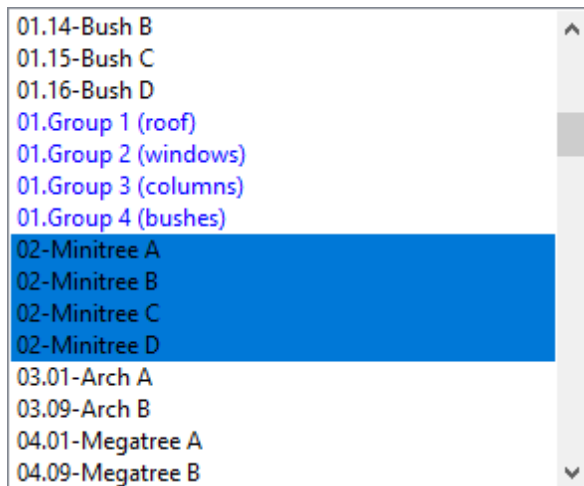 01.14-Bush B
01.15-Bush C
01.16-Bush D
01.Group 1 (roof)
01.Group 2 (windows)
01.Group 3 (columns)
01.Group 4 (bushes)
02-Minitree A
02-Minitree B
02-Minitree C
02-Minitree D
03.01-Arch A
03.09-Arch B
04.01-Megatree A
04.09-Megatree B